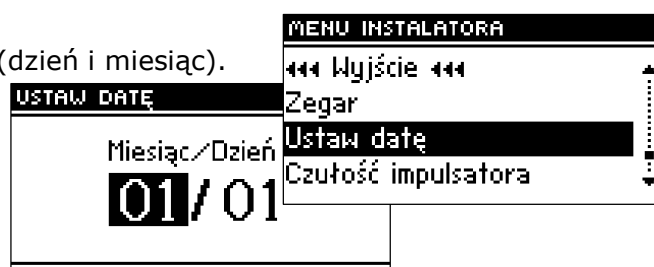 (dzień i miesiąc).
USTAW DATĘ
Miesiąc/Dzień
01/01
MENU INSTALATORA
◄◄◄ Wyjście ◄◄◄
Zegar
Ustaw datę
Czułość impulsatora